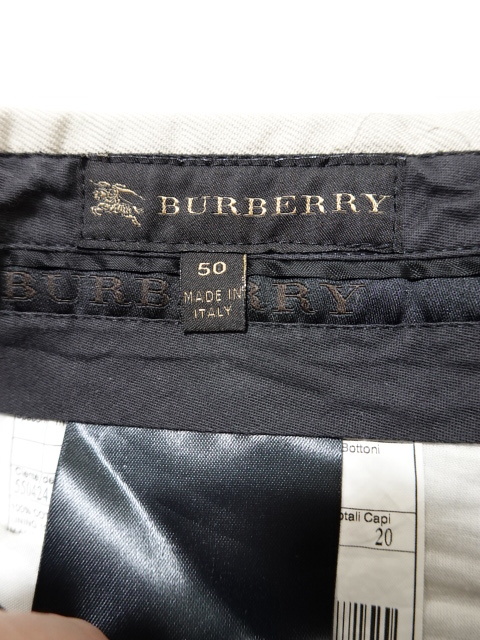 BURBERRY
50
MADE IN
ITALY
BURBERRY
Bottoni
otali Capi
20